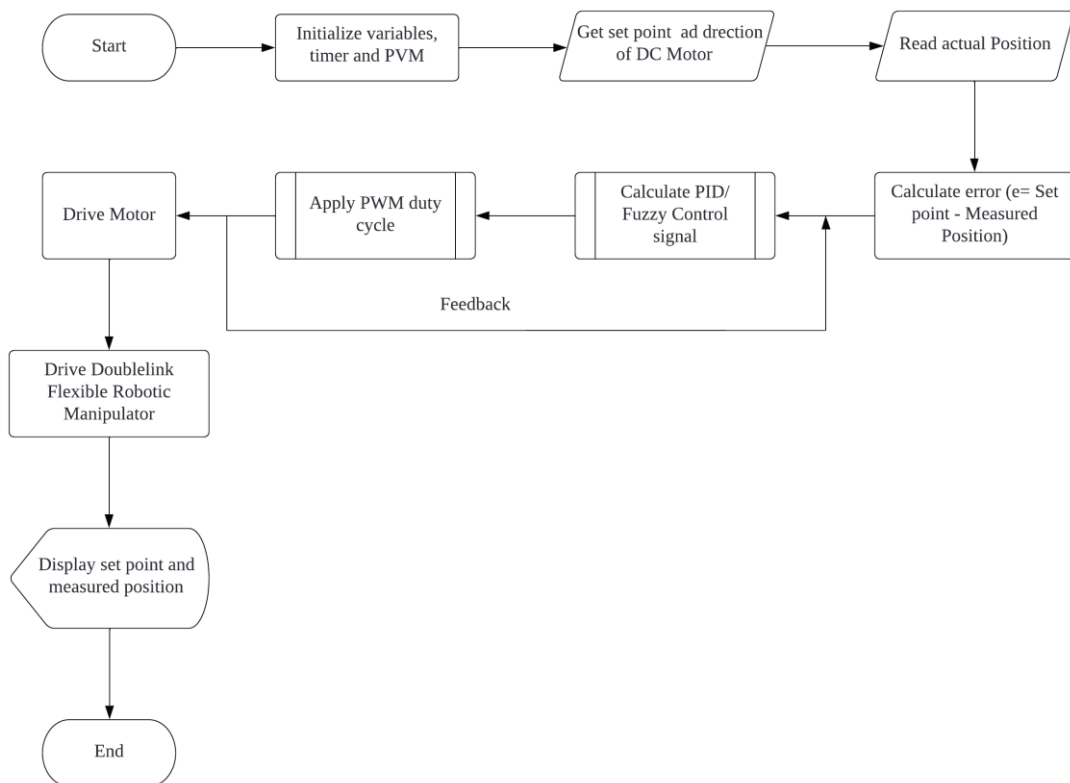 Start
Initialize variables,
timer and PVM
Get set point  ad drection
of DC Motor
Read actual Position
Drive Motor
Apply PWM duty
cycle
Calculate PID/
Fuzzy Control
signal
Calculate error (e= Set
point - Measured
Position)
Feedback
Drive Doublelink
Flexible Robotic
Manipulator
Display set point and
measured position
End